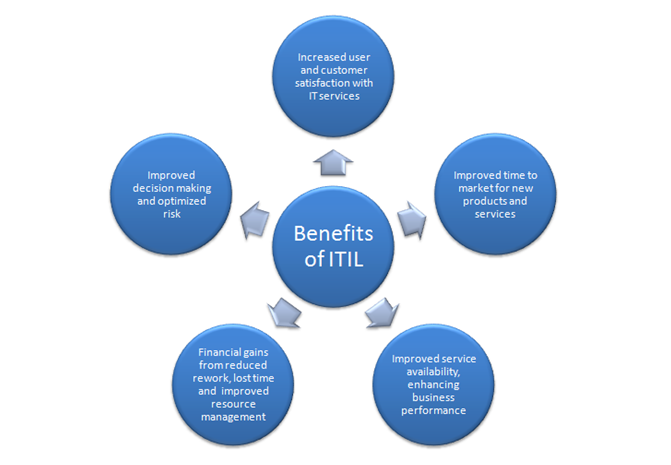 Increased user
and customer
satisfaction with
IT services
Improved
decision making
and optimized
risk
Improved time to
market for new
products and
services
Benefits
of ITIL
Financial gains
from reduced
rework, lost time
and improved
resource
management
Improved service
availability,
enhancing
business
performance